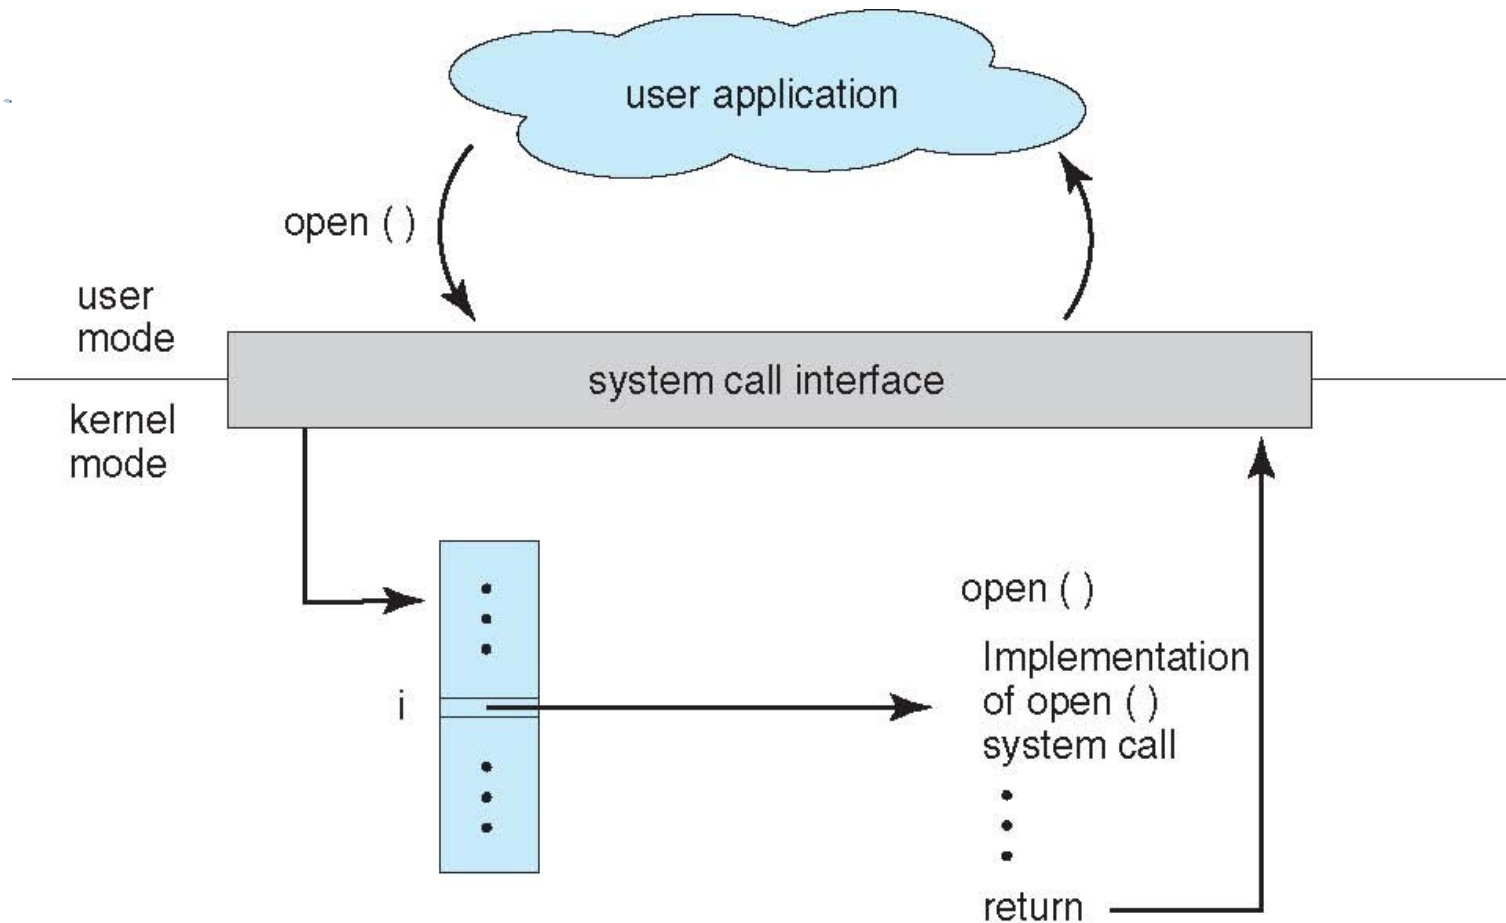 user application
open ( )
user
mode
system call interface
kernel
mode
open ( )
Implementation
of open ( )
system call
i
return